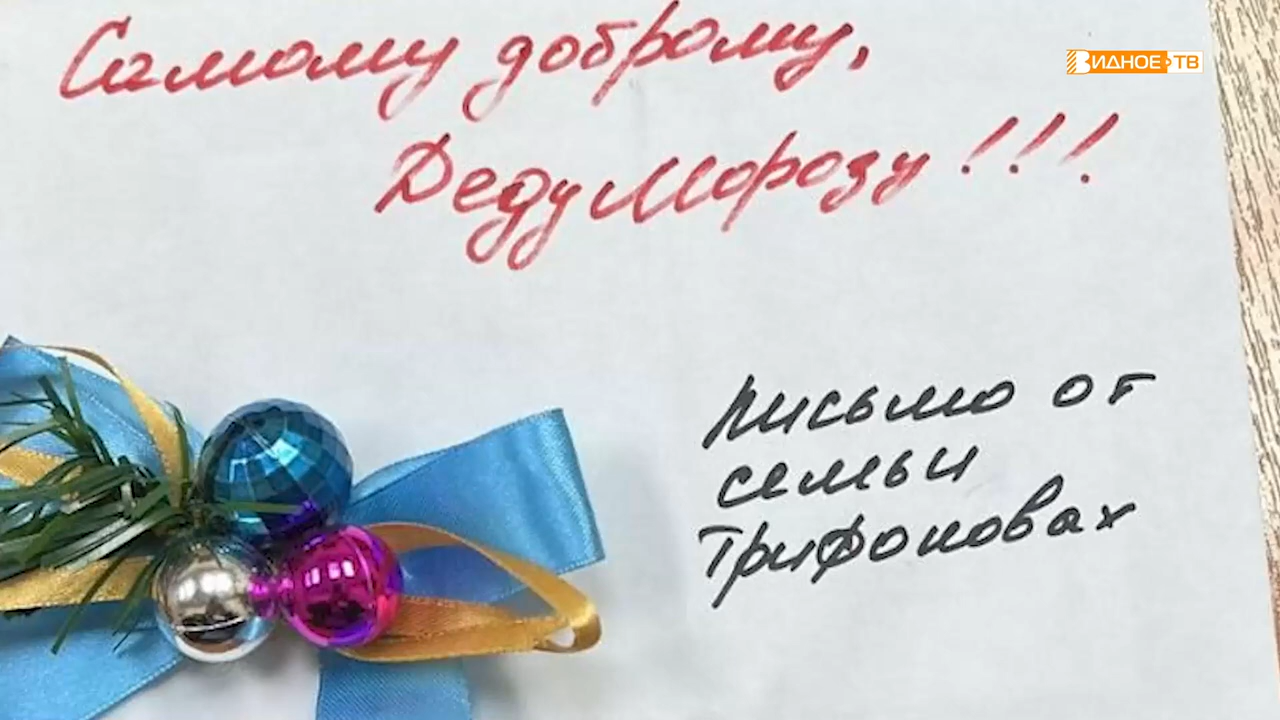 Самому доброму,
ВИДНОЕ ТВ
Деду Морозу!!!
письмо от
семьи
Трифоновах